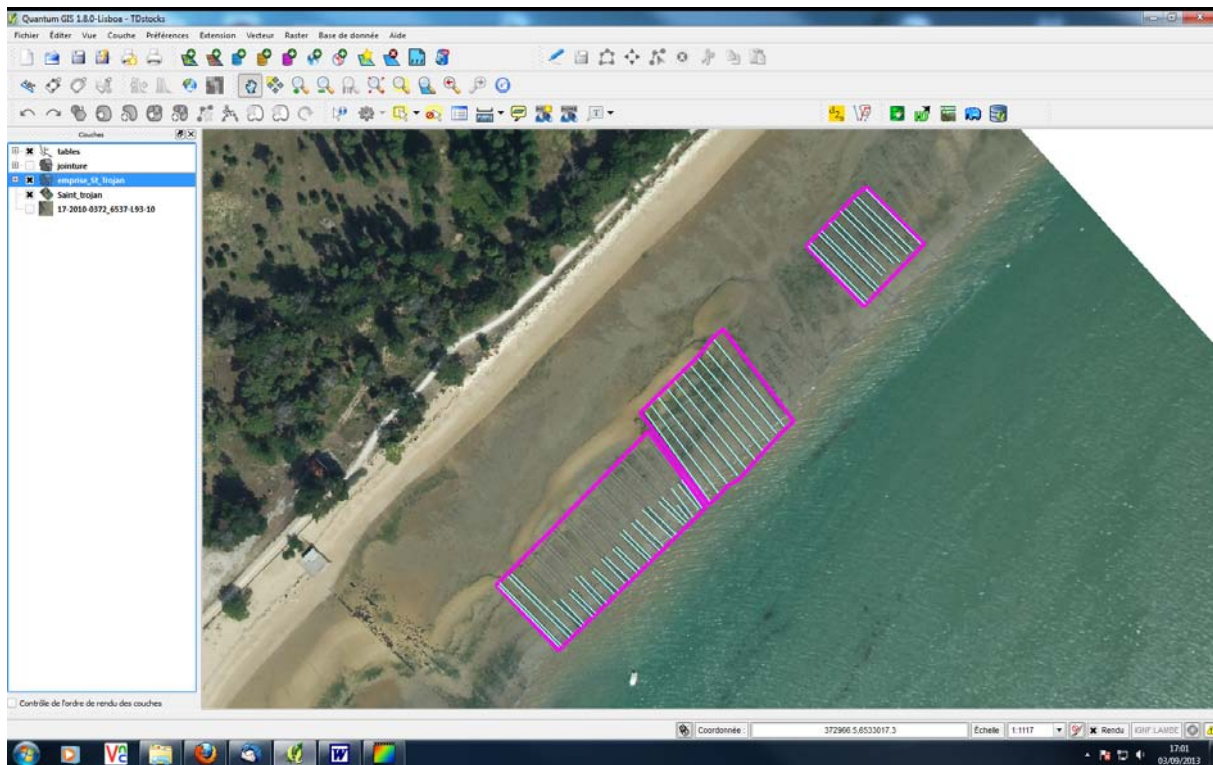 Quantum GIS 1.8.0-Lisboa - TDstocks
Fichier Éditer Vue Couche Préférences Extension Vecteur Raster Base de donnée Aide
Couches
tables
jointure
emprise_St_Trojan
Saint_trojan
17-2010-0372_6537-L93-10
Contrôle de l'ordre de rendu des couches
Coordonnée : 372966.5,6533017.3 Échelle 1:1117 Rendu IGNF:LAMBE
17:01
03/09/2013